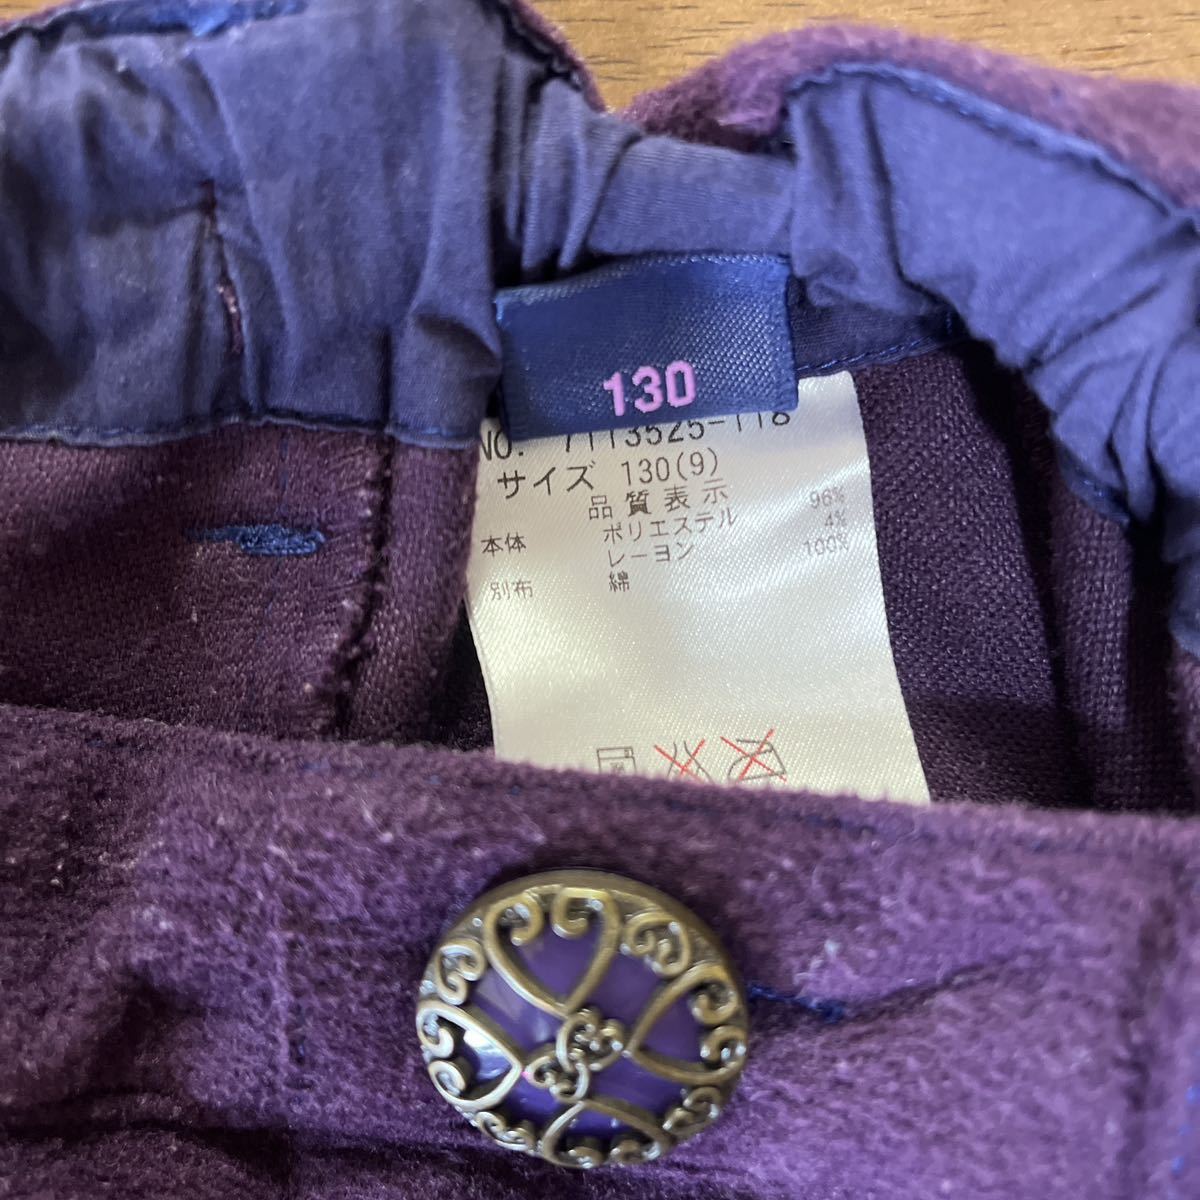 130
NO. 7113525-118
サイズ 130(9)
品質表示
本体 ポリエステル 96%
レーヨン 4%
別布 綿 100%